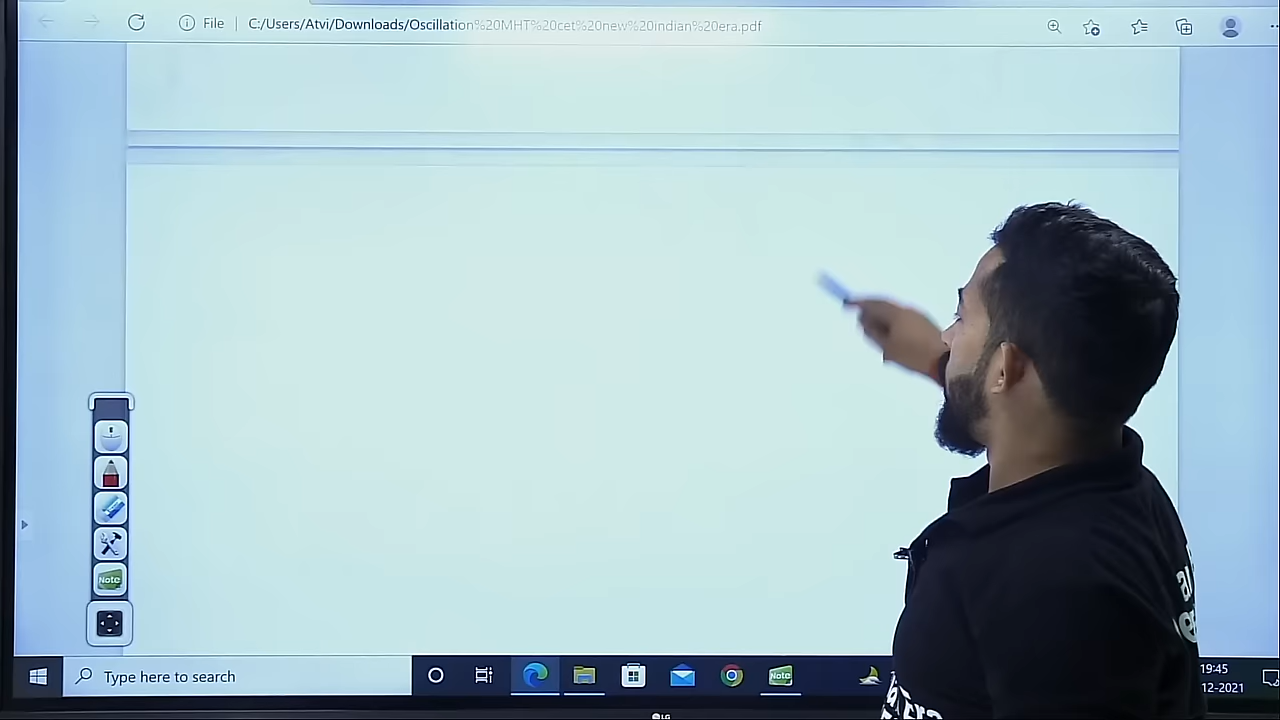 File
C:/Users/Atvi/Downloads/Oscillation%20MHT%20cet%20new%20indian%20era.pdf
Note
Type here to search
Note
19:45
12-2021
LG